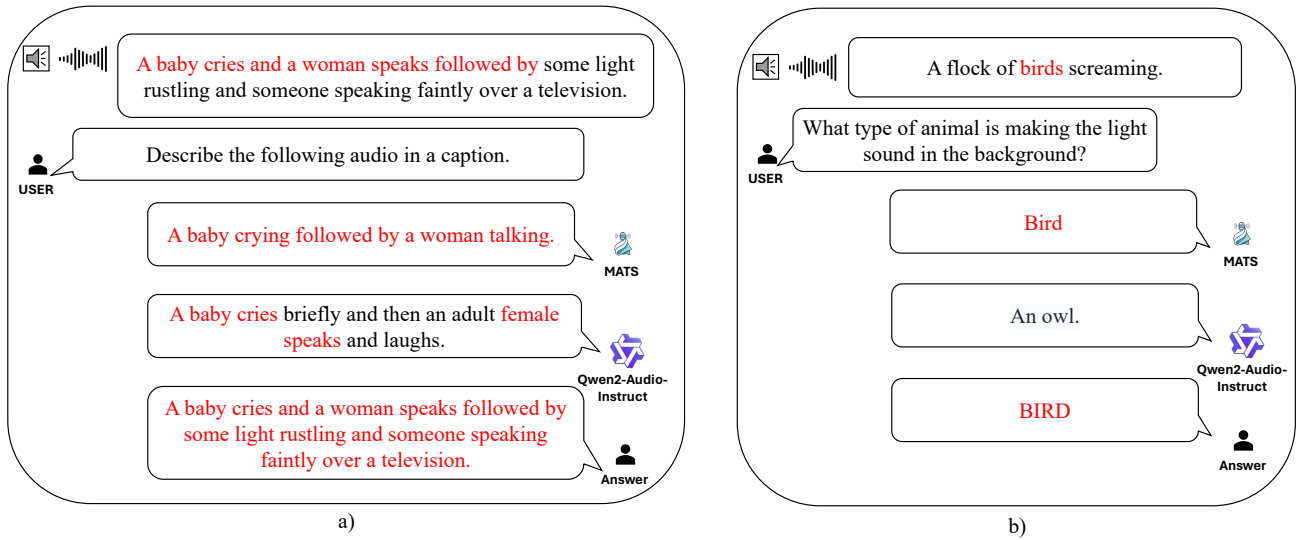 A baby cries and a woman speaks followed by some light
rustling and someone speaking faintly over a television.
Describe the following audio in a caption.
USER
A baby crying followed by a woman talking.
MATS
A baby cries briefly and then an adult female
speaks and laughs.
Qwen2-Audio-
Instruct
A baby cries and a woman speaks followed by
some light rustling and someone speaking
faintly over a television.
Answer
a)
A flock of birds screaming.
What type of animal is making the light
sound in the background?
USER
Bird
MATS
An owl.
Qwen2-Audio-
Instruct
BIRD
Answer
b)